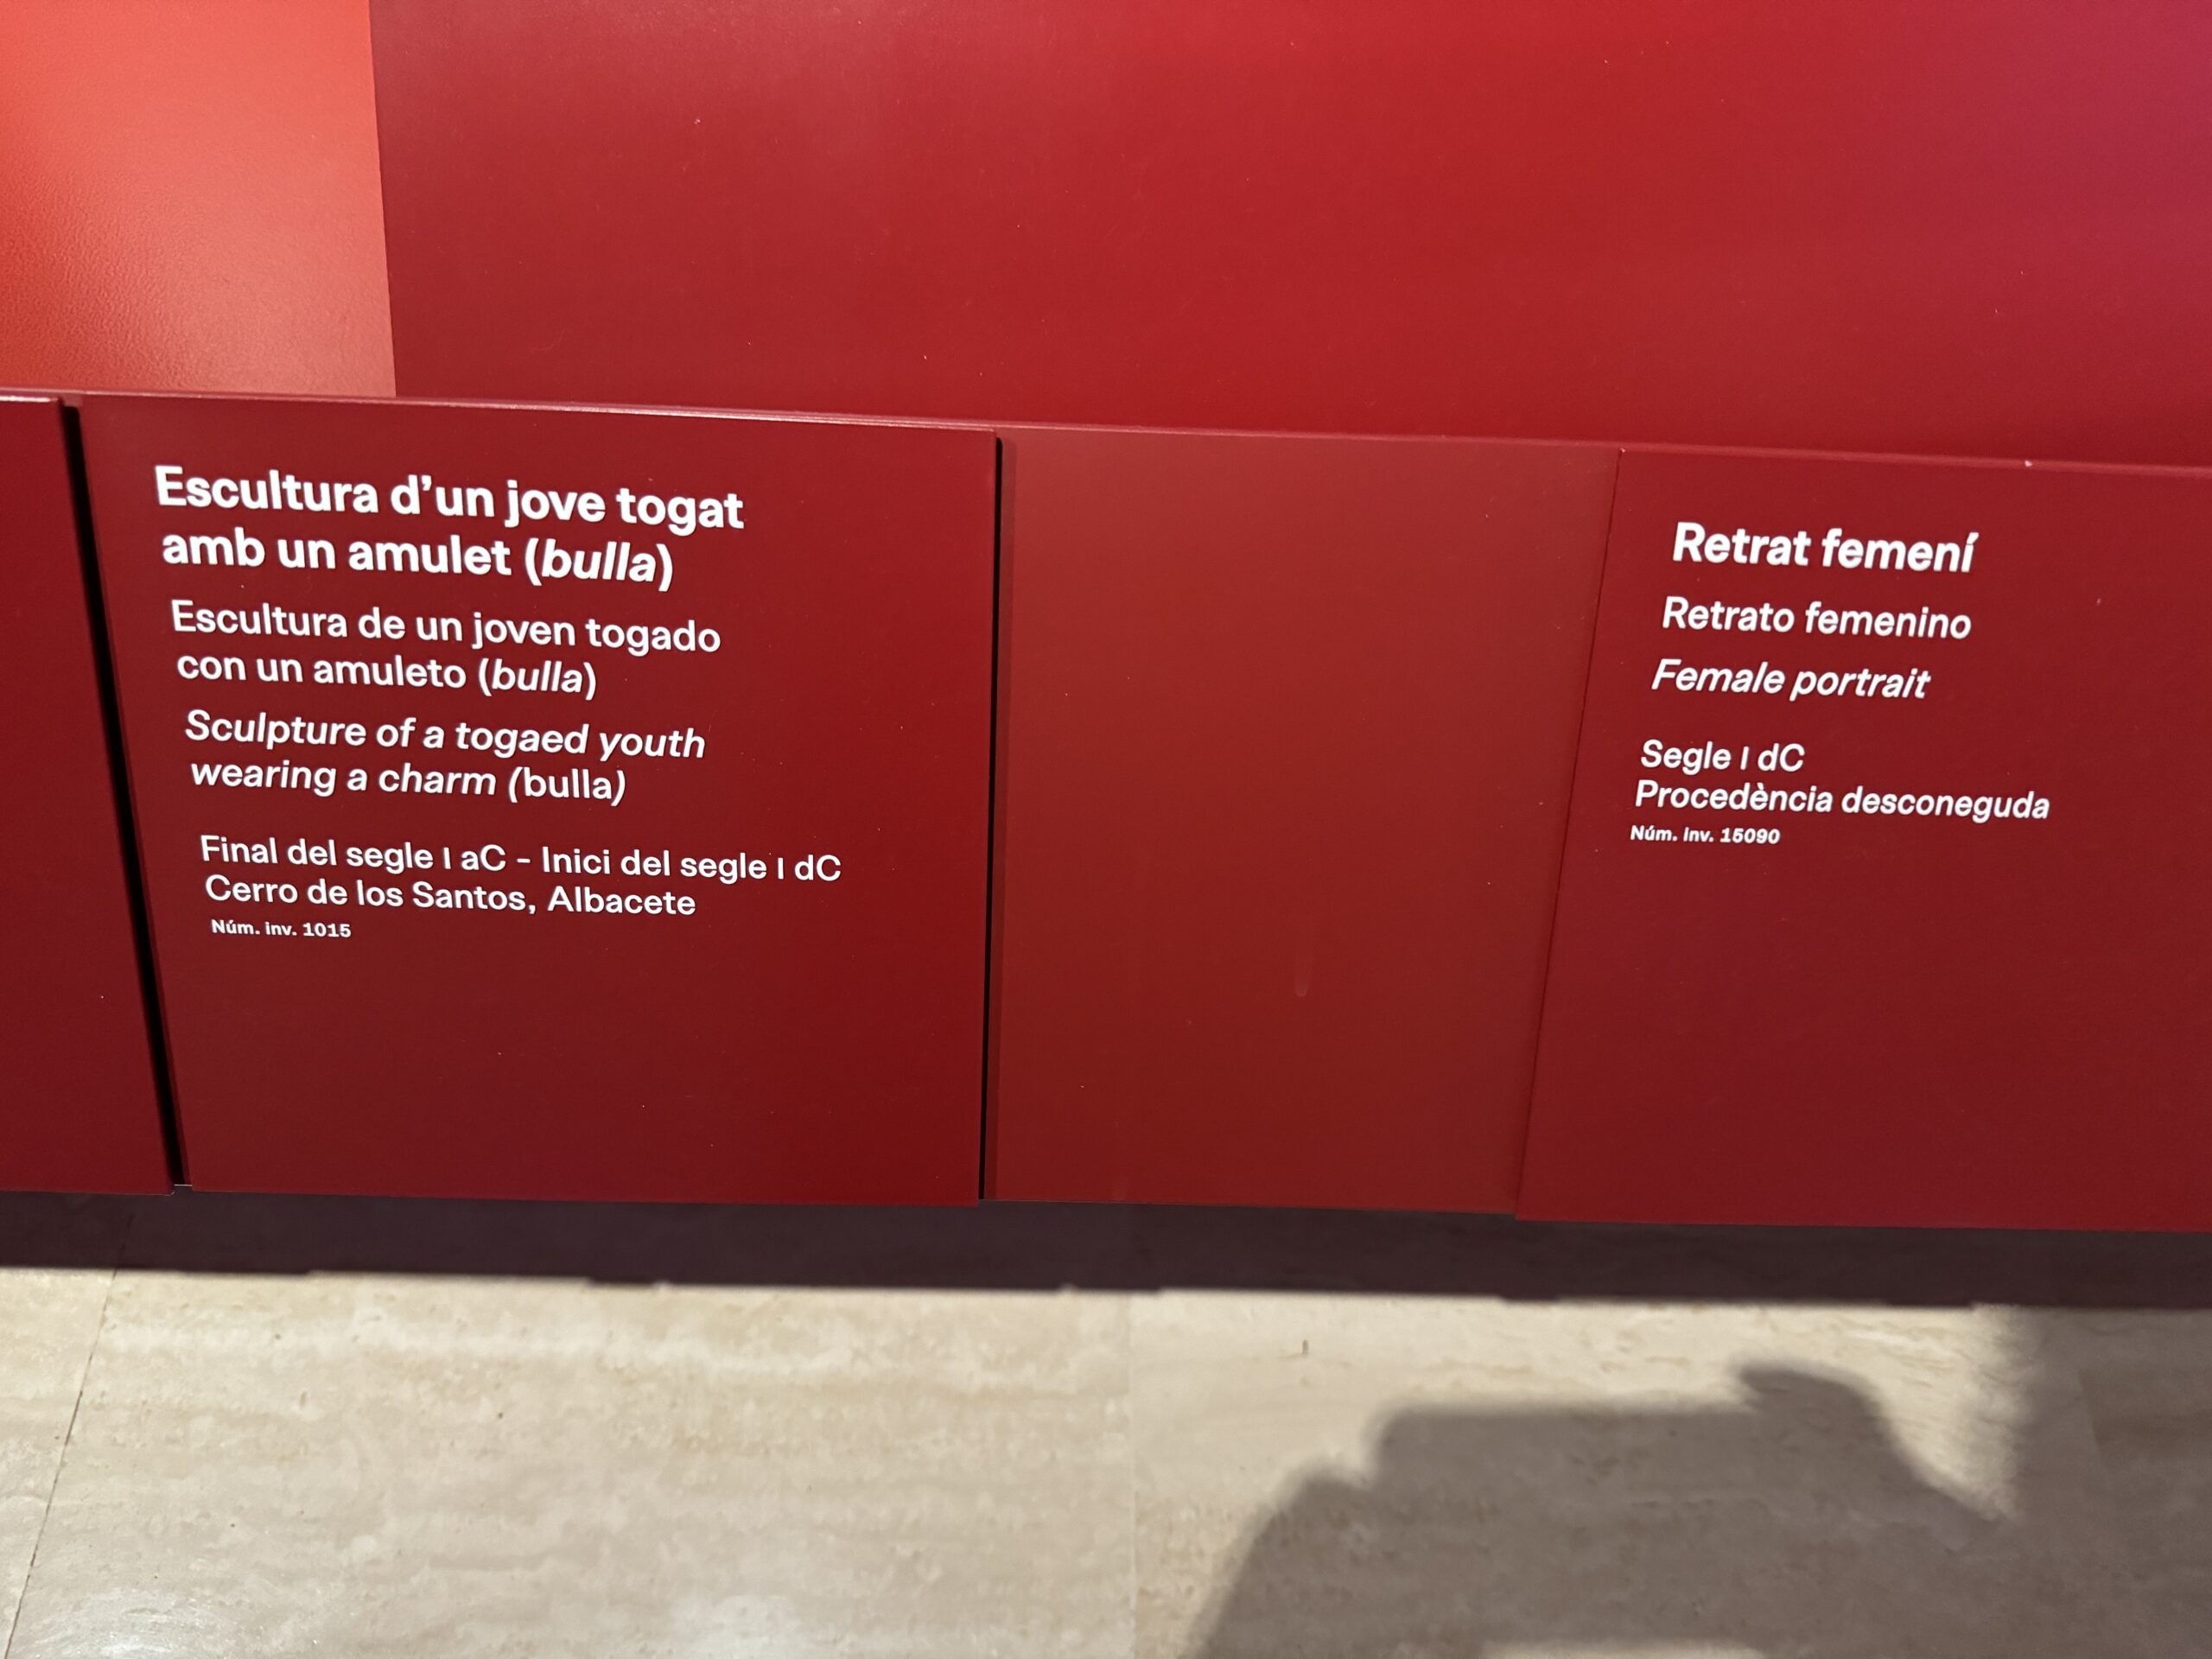 Escultura d’un jove togat
amb un amulet (bulla)
Escultura de un joven togado
con un amuleto (bulla)
Sculpture of a togaed youth
wearing a charm (bulla)
Final del segle I aC - Inici del segle I dC
Cerro de los Santos, Albacete
Núm. inv. 1015
Retrat femení
Retrato femenino
Female portrait
Segle I dC
Procedència desconeguda
Núm. inv. 15090